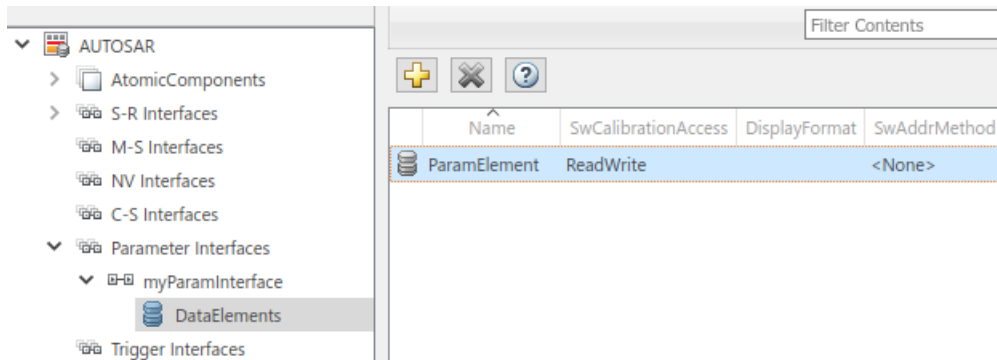 Filter Contents
AUTOSAR
AtomicComponents
S-R Interfaces
M-S Interfaces
NV Interfaces
C-S Interfaces
Parameter Interfaces
myParamInterface
DataElements
Trigger Interfaces
Name SwCalibrationAccess DisplayFormat SwAddrMethod
ParamElement ReadWrite <None>